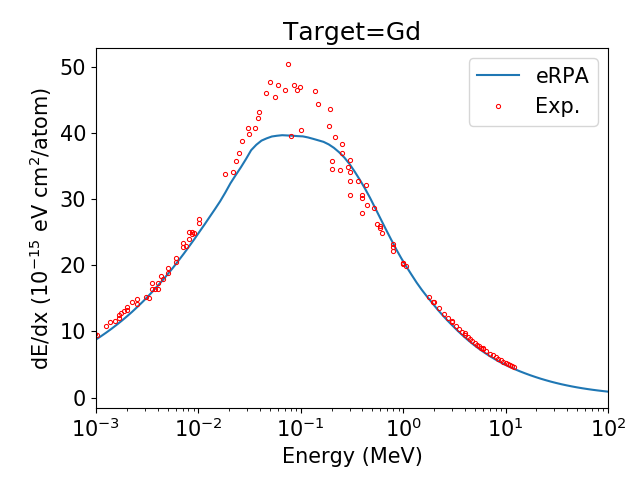 Target=Gd
dE/dx (10⁻¹⁵ eV cm²/atom)
50
40
30
20
10
0
eRPA
Exp.
10⁻³ 10⁻² 10⁻¹ 10⁰ 10¹ 10²
Energy (MeV)